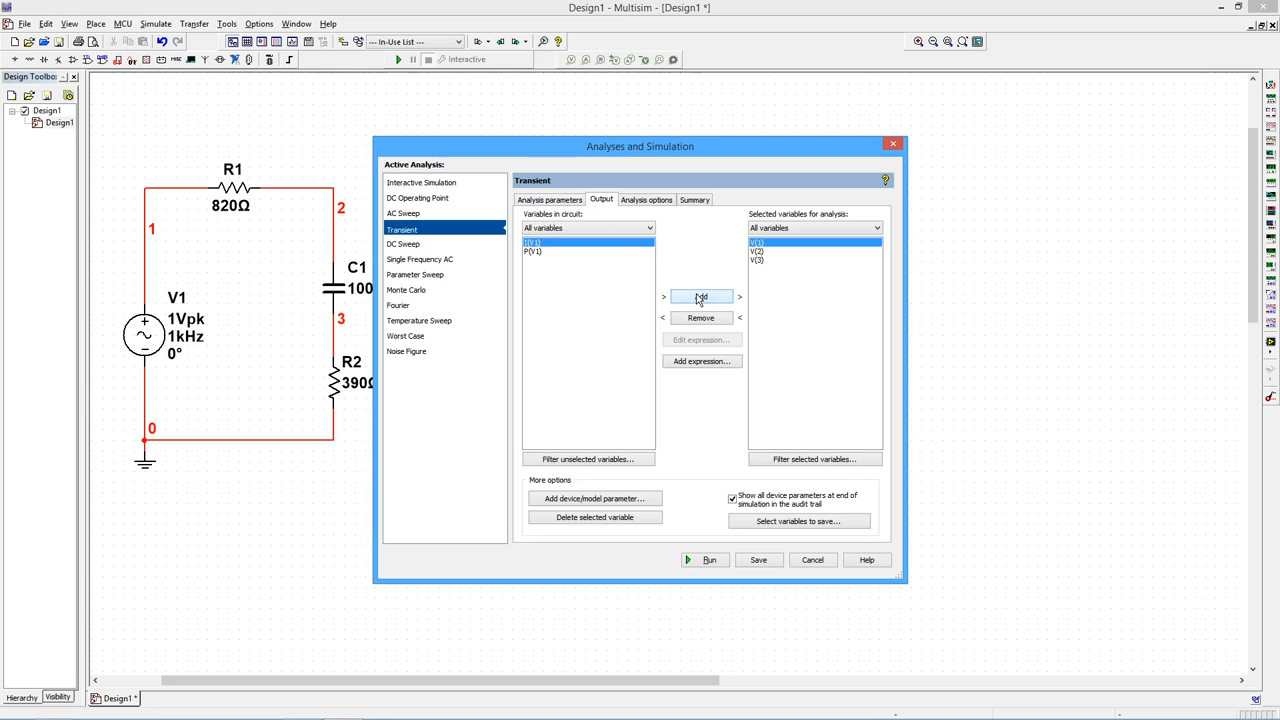 Design1 - Multisim - [Design1 *]
File Edit View Place MCU Simulate Transfer Tools Options Window Help
--- In-Use List ---
Interactive
Design Toolbo:
Design1
Design1
R1
820Ω
1
2
C1
100
V1
1Vpk
1kHz
0°
3
R2
390Ω
0
Analyses and Simulation
Active Analysis:
Interactive Simulation
DC Operating Point
AC Sweep
Transient
DC Sweep
Single Frequency AC
Parameter Sweep
Monte Carlo
Fourier
Temperature Sweep
Worst Case
Noise Figure
Transient
Analysis parameters Output Analysis options Summary
Variables in circuit:
All variables
I(V1)
P(V1)
> Add >
< Remove <
Edit expression...
Add expression...
Selected variables for analysis:
All variables
V(1)
V(2)
V(3)
Filter unselected variables...
Filter selected variables...
More options
Add device/model parameter...
Delete selected variable
Show all device parameters at end of
simulation in the audit trail
Select variables to save...
Run Save Cancel Help
Hierarchy Visibility
Design1 *